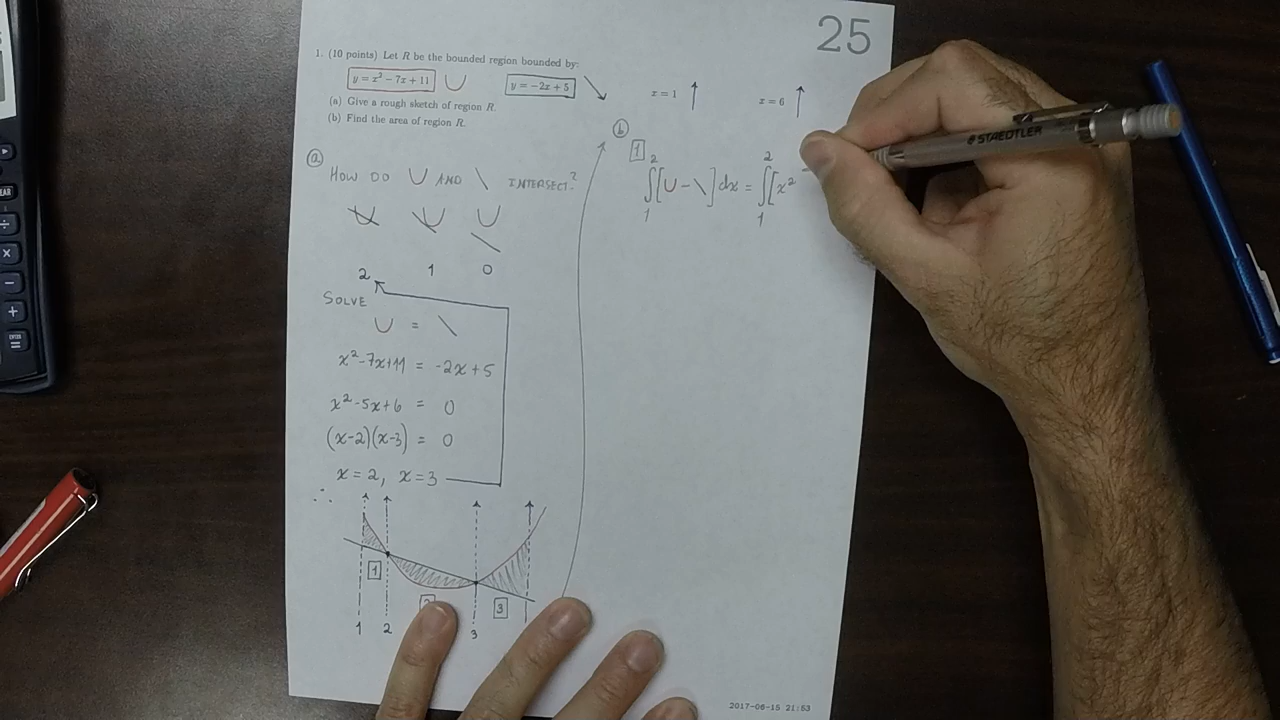 25
1. (10 points) Let R be the bounded region bounded by:
y = x² − 7x + 11 y = −2x + 5 x = 1 x = 6
(a) Give a rough sketch of region R.
(b) Find the area of region R.
(a) HOW DO ∪ AND \ INTERSECT?
2 1 0
SOLVE
∪ = \
x²-7x+11 = -2x+5
x²-5x+6 = 0
(x-2)(x-3) = 0
x=2, x=3
∴
1 3
1 2 3
(b)
1
∫₁² [∪ - \] dx = ∫₁² [x² -
STAEDTLER
2017-06-15 21:53